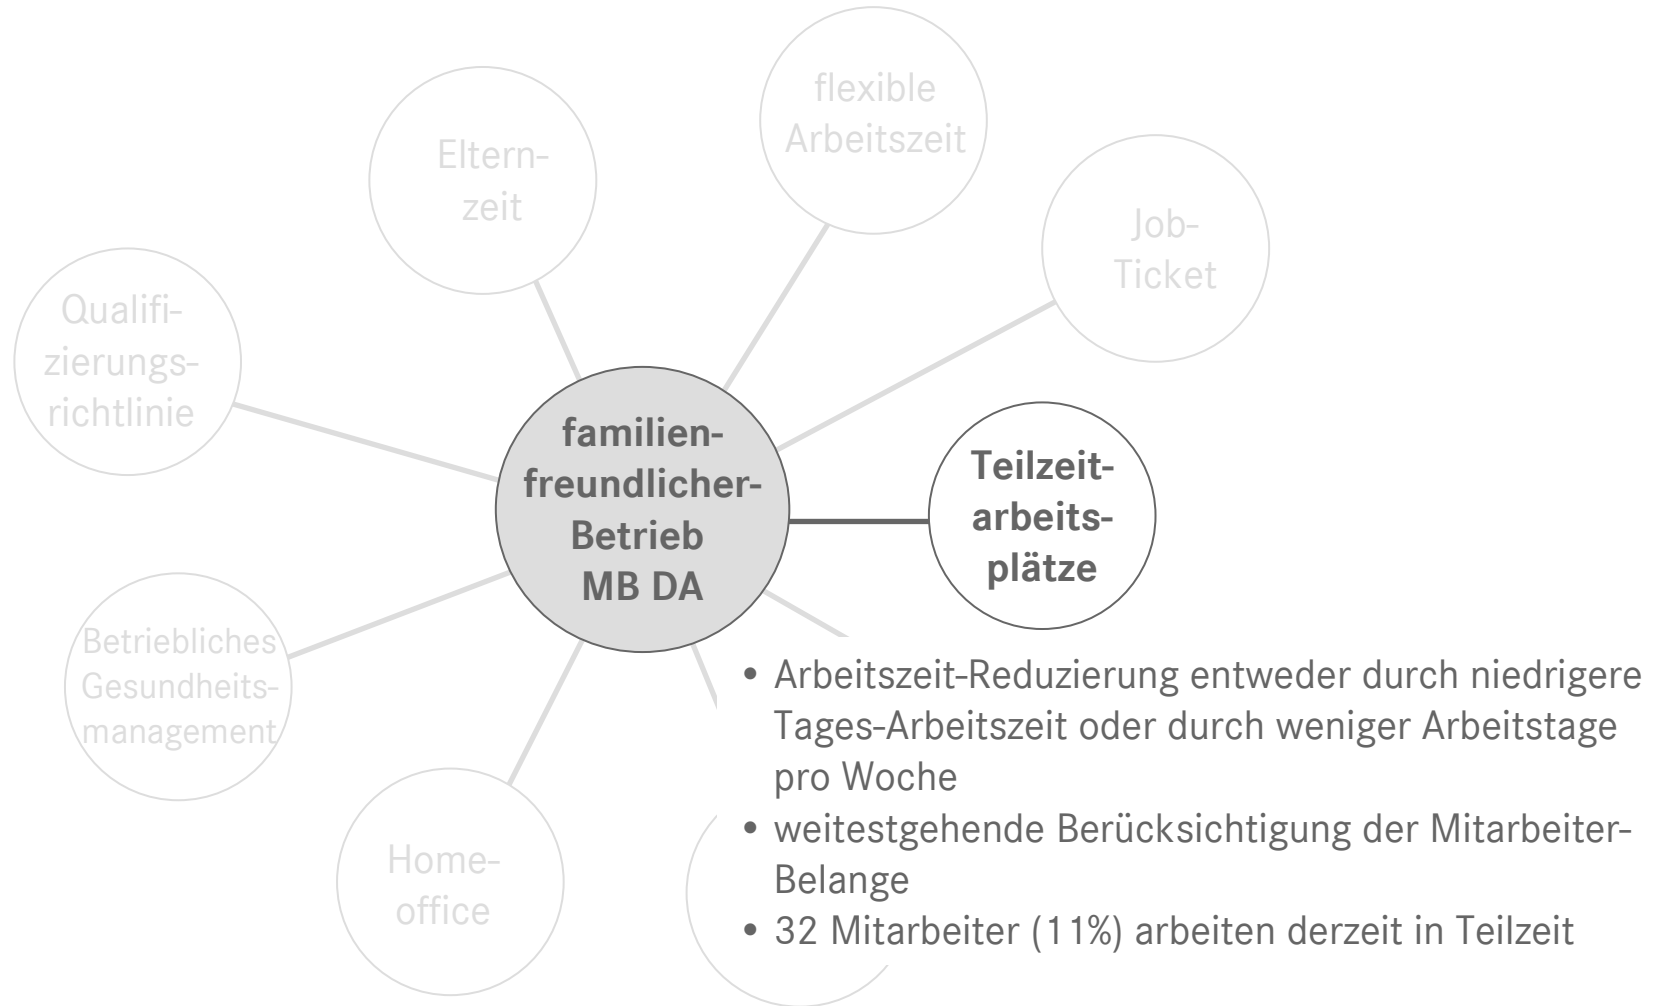 flexible
Arbeitszeit
Eltern-
zeit
Job-
Ticket
Qualifi-
zierungs-
richtlinie
familien-
freundlicher-
Betrieb
MB DA
Teilzeit-
arbeits-
plätze
Betriebliches
Gesundheits-
management
Home-
office
• Arbeitszeit-Reduzierung entweder durch niedrigere
Tages-Arbeitszeit oder durch weniger Arbeitstage
pro Woche
• weitestgehende Berücksichtigung der Mitarbeiter-
Belange
• 32 Mitarbeiter (11%) arbeiten derzeit in Teilzeit